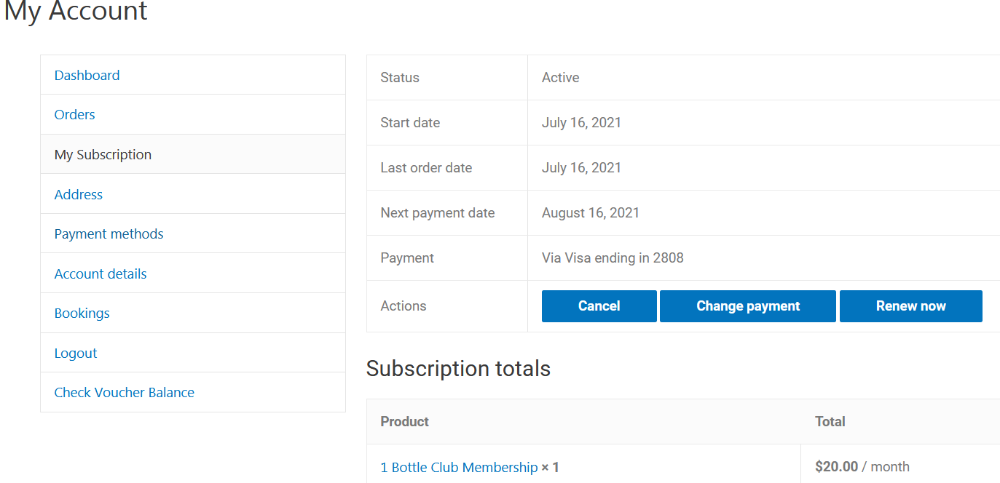 My Account
Dashboard
Orders
My Subscription
Address
Payment methods
Account details
Bookings
Logout
Check Voucher Balance
Status Active
Start date July 16, 2021
Last order date July 16, 2021
Next payment date August 16, 2021
Payment Via Visa ending in 2808
Actions Cancel Change payment Renew now
Subscription totals
Product Total
1 Bottle Club Membership × 1 $20.00 / month